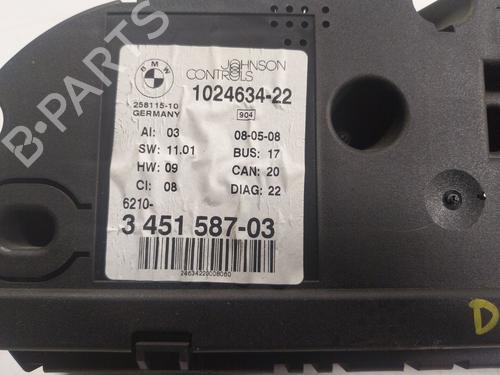 BMW
JOHNSON
CONTROLS
258115-10
GERMANY
1024634-22
904
AI: 03
08-05-08
SW: 11.01
BUS: 17
HW: 09
CAN: 20
CI: 08
DIAG: 22
6210-
3 451 587-03
24634220008060
B-PARTS
D